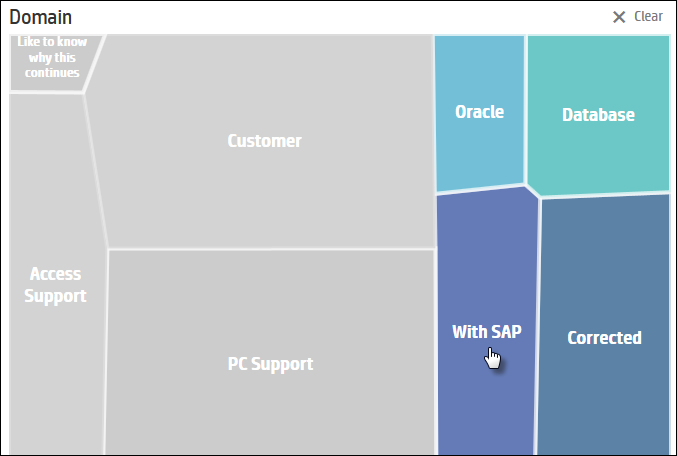 Domain
Clear
Like to know
why this
continues
Customer
Oracle
Database
Access
Support
PC Support
With SAP
Corrected